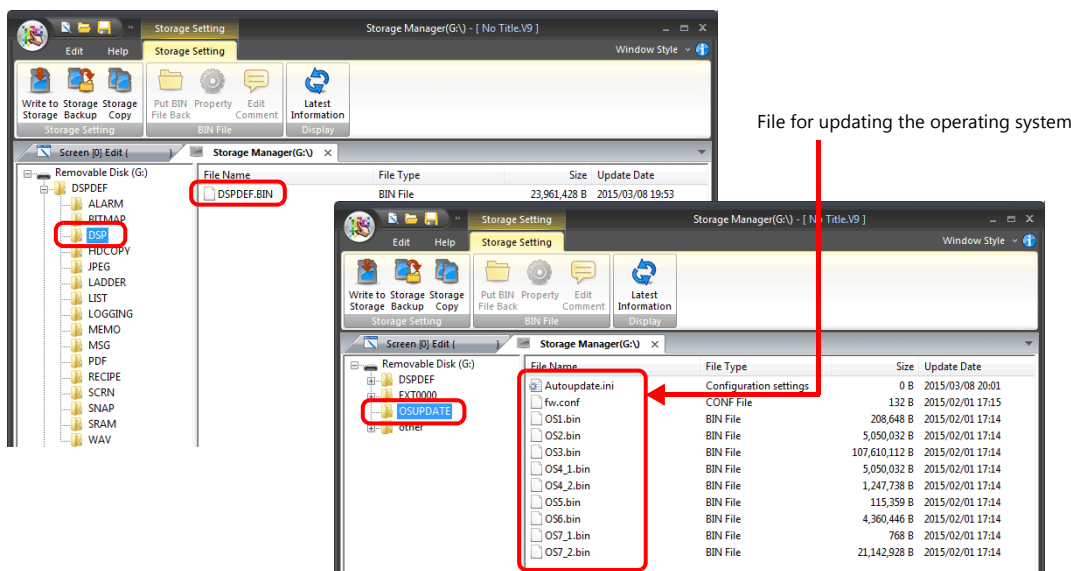 Storage Setting
Storage Manager(G:\) - [ No Title.V9 ]
Edit Help Storage Setting Window Style
Write to Storage Storage Storage Backup Copy
Put BIN File Back Property Edit Comment
Latest Information
Storage Setting BIN File Display
Screen [0] Edit ( ) Storage Manager(G:\) ×
Removable Disk (G:)
DSPDEF
ALARM
BITMAP
DSP
HDCOPY
JPEG
LADDER
LIST
LOGGING
MEMO
MSG
PDF
RECIPE
SCRN
SNAP
SRAM
WAV
File Name File Type Size Update Date
DSPDEF.BIN BIN File 23,961,428 B 2015/03/08 19:53
File for updating the operating system
Storage Setting
Storage Manager(G:\) - [ No Title.V9 ]
Edit Help Storage Setting Window Style
Write to Storage Storage Storage Backup Copy
Put BIN File Back Property Edit Comment
Latest Information
Storage Setting BIN File Display
Screen [0] Edit ( ) Storage Manager(G:\) ×
Removable Disk (G:)
DSPDEF
EXT0000
OSUPDATE
other
File Name File Type Size Update Date
Autoupdate.ini Configuration settings 0 B 2015/03/08 20:01
fw.conf CONF File 132 B 2015/02/01 17:15
OS1.bin BIN File 208,648 B 2015/02/01 17:14
OS2.bin BIN File 5,050,032 B 2015/02/01 17:14
OS3.bin BIN File 107,610,112 B 2015/02/01 17:14
OS4_1.bin BIN File 5,050,032 B 2015/02/01 17:14
OS4_2.bin BIN File 1,247,738 B 2015/02/01 17:14
OS5.bin BIN File 115,359 B 2015/02/01 17:14
OS6.bin BIN File 4,360,446 B 2015/02/01 17:14
OS7_1.bin BIN File 768 B 2015/02/01 17:14
OS7_2.bin BIN File 21,142,928 B 2015/02/01 17:14